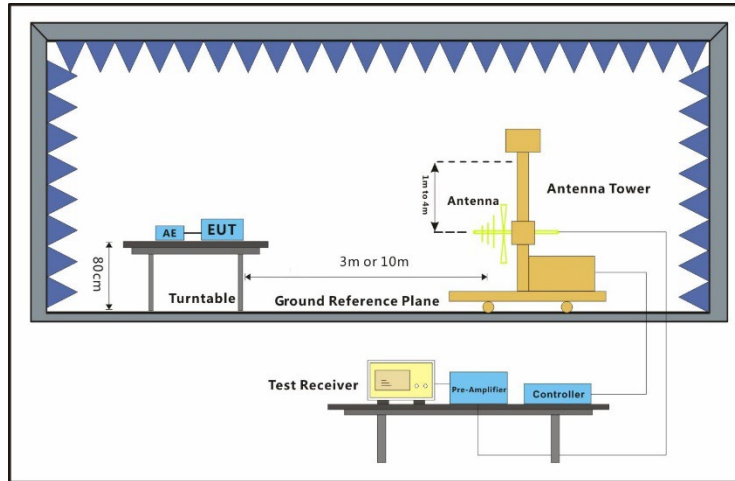 1m to 4m
Antenna
Antenna Tower
AE
EUT
80cm
3m or 10m
Turntable
Ground Reference Plane
Test Receiver
Pre-Amplifier
Controller